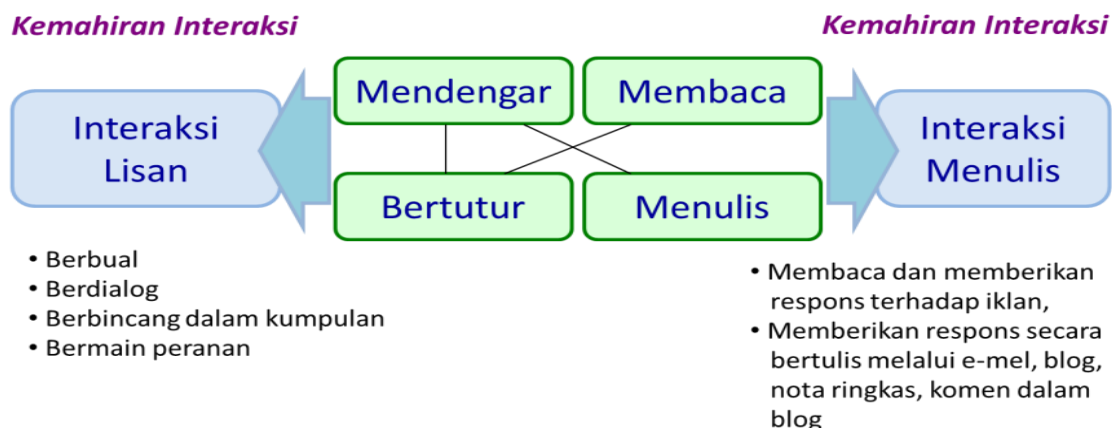 Kemahiran Interaksi
Kemahiran Interaksi
Interaksi
Lisan
Mendengar
Membaca
Bertutur
Menulis
Interaksi
Menulis
• Berbual
• Berdialog
• Berbincang dalam kumpulan
• Bermain peranan
• Membaca dan memberikan
respons terhadap iklan,
• Memberikan respons secara
bertulis melalui e-mel, blog,
nota ringkas, komen dalam
blog